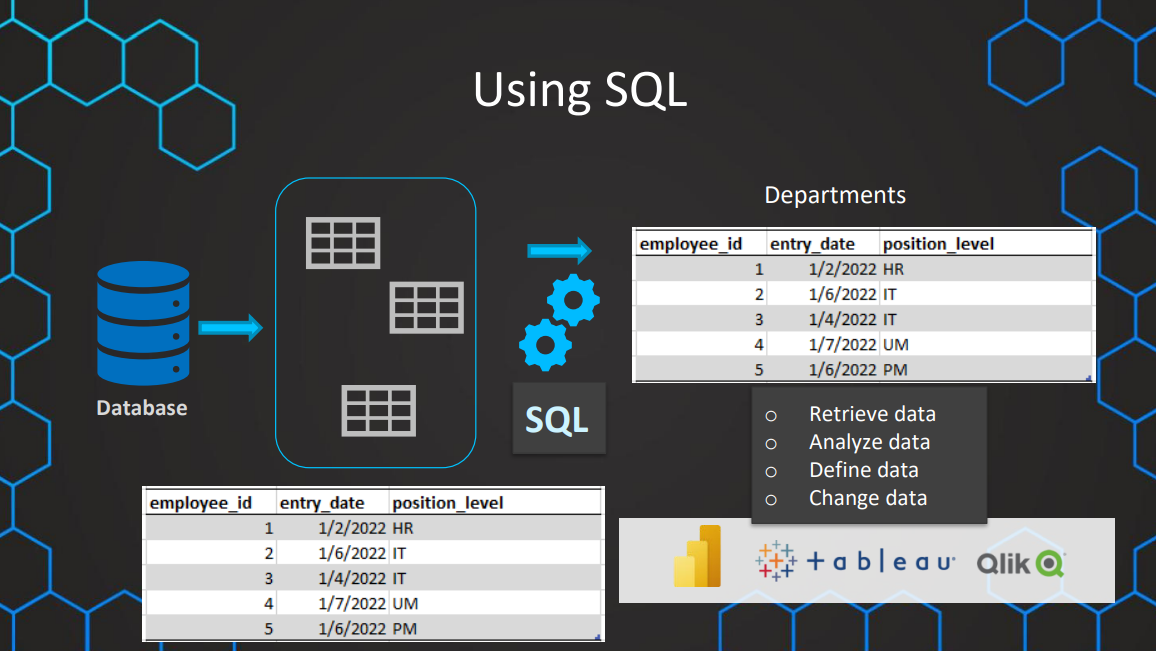 Using SQL
Departments
employee_id entry_date position_level
1 1/2/2022 HR
2 1/6/2022 IT
3 1/4/2022 IT
4 1/7/2022 UM
5 1/6/2022 PM
Database
SQL
o Retrieve data
o Analyze data
o Define data
o Change data
employee_id entry_date position_level
1 1/2/2022 HR
2 1/6/2022 IT
3 1/4/2022 IT
4 1/7/2022 UM
5 1/6/2022 PM
+ableau Qlik